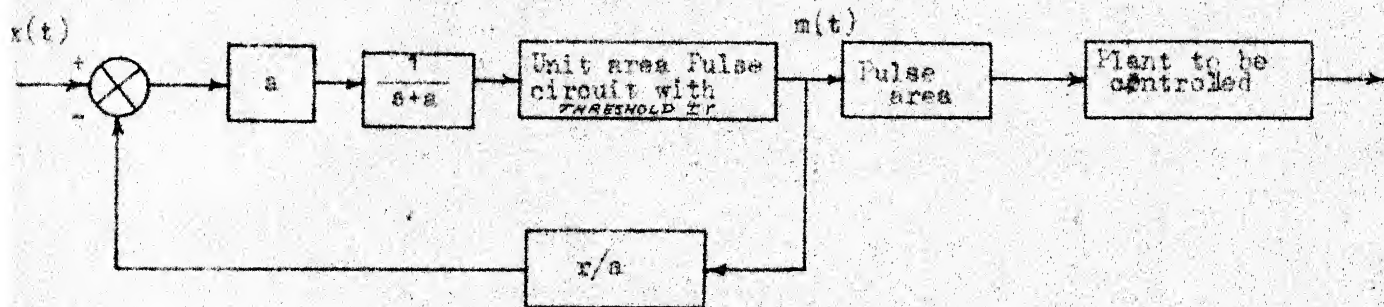 x(t)
m(t)
+
-
a
1
s+a
Unit area Pulse
circuit with
THRESHOLD ±r
Pulse
area
Plant to be
controlled
r/a